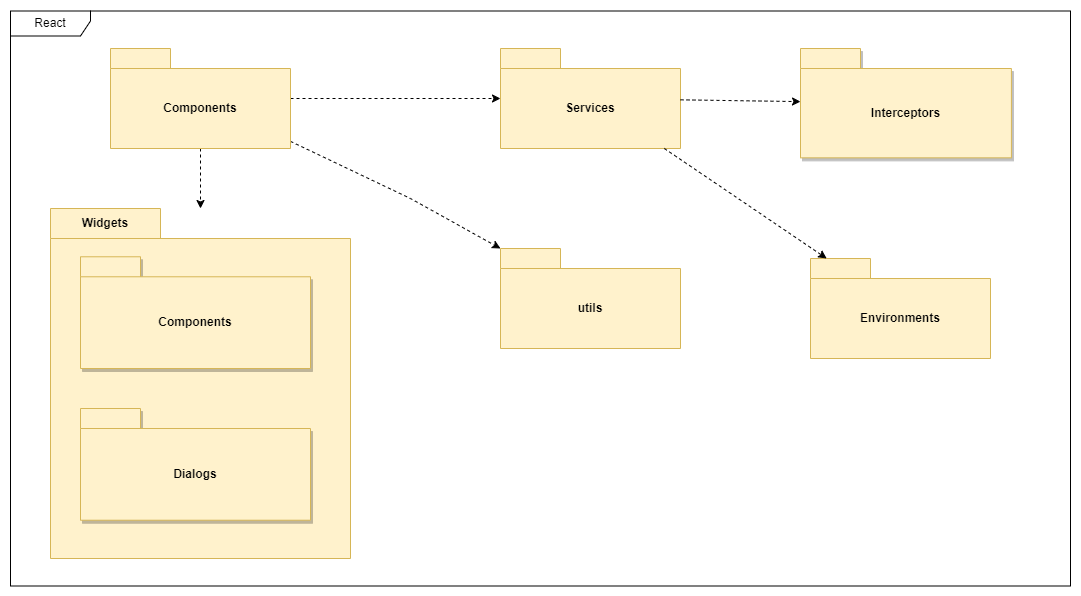 React
Components
Services
Interceptors
Widgets
Components
utils
Environments
Dialogs